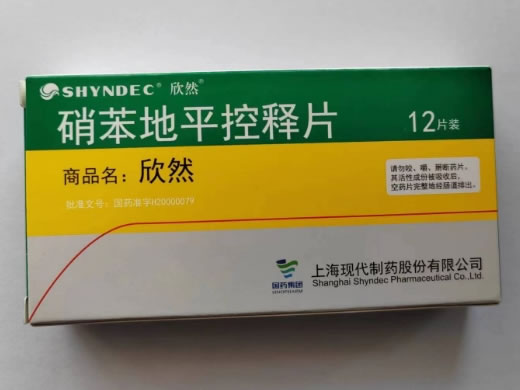 SHYNDEC® 欣然®
硝苯地平控释片
12片装
商品名：欣然
批准文号：国药准字H20000079
请勿咬、嚼、掰断药片，
其活性成份被吸收后，
空药片完整地经肠道排出。
国药集团
SINOPHARM
上海现代制药股份有限公司
Shanghai Shyndec Pharmaceutical Co.,Ltd.